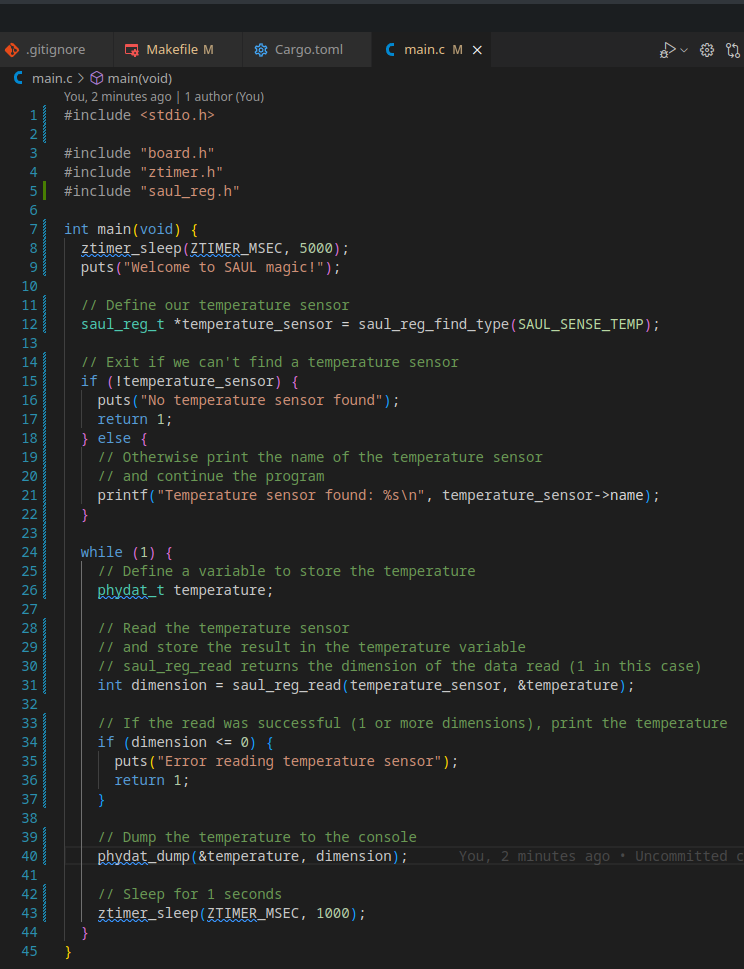 .gitignore Makefile M Cargo.toml main.c M
main.c > main(void)
You, 2 minutes ago | 1 author (You)
1 #include <stdio.h>
2
3 #include "board.h"
4 #include "ztimer.h"
5 #include "saul_reg.h"
6
7 int main(void) {
8 ztimer_sleep(ZTIMER_MSEC, 5000);
9 puts("Welcome to SAUL magic!");
10
11 // Define our temperature sensor
12 saul_reg_t *temperature_sensor = saul_reg_find_type(SAUL_SENSE_TEMP);
13
14 // Exit if we can't find a temperature sensor
15 if (!temperature_sensor) {
16 puts("No temperature sensor found");
17 return 1;
18 } else {
19 // Otherwise print the name of the temperature sensor
20 // and continue the program
21 printf("Temperature sensor found: %s\n", temperature_sensor->name);
22 }
23
24 while (1) {
25 // Define a variable to store the temperature
26 phydat_t temperature;
27
28 // Read the temperature sensor
29 // and store the result in the temperature variable
30 // saul_reg_read returns the dimension of the data read (1 in this case)
31 int dimension = saul_reg_read(temperature_sensor, &temperature);
32
33 // If the read was successful (1 or more dimensions), print the temperature
34 if (dimension <= 0) {
35 puts("Error reading temperature sensor");
36 return 1;
37 }
38
39 // Dump the temperature to the console
40 phydat_dump(&temperature, dimension); You, 2 minutes ago • Uncommitted c
41
42 // Sleep for 1 seconds
43 ztimer_sleep(ZTIMER_MSEC, 1000);
44 }
45 }